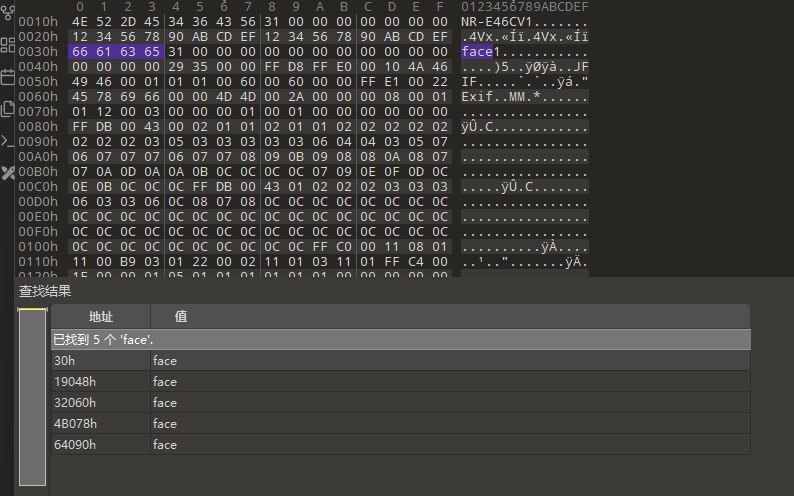 0 1 2 3 4 5 6 7 8 9 A B C D E F 0123456789ABCDEF
0010h 4E 52 2D 45 34 36 43 56 31 00 00 00 00 00 00 00 NR-E46CV1.......
0020h 12 34 56 78 90 AB CD EF 12 34 56 78 90 AB CD EF .4Vx.«Íï.4Vx.«Íï
0030h 66 61 63 65 31 00 00 00 00 00 00 00 00 00 00 00 face1...........
0040h 00 00 00 00 29 35 00 00 FF D8 FF E0 00 10 4A 46 ....)5..ÿØÿà..JF
0050h 49 46 00 01 01 01 00 60 00 60 00 00 FF E1 00 22 IF.....`.`..ÿá."
0060h 45 78 69 66 00 00 4D 4D 00 2A 00 00 00 08 00 01 Exif..MM.*......
0070h 01 12 00 03 00 00 00 01 00 01 00 00 00 00 00 00 ................
0080h FF DB 00 43 00 02 01 01 02 01 01 02 02 02 02 02 ÿÛ.C............
0090h 02 02 02 03 05 03 03 03 03 03 06 04 04 03 05 07 ................
00A0h 06 07 07 07 06 07 07 08 09 0B 09 08 08 0A 08 07 ................
00B0h 07 0A 0D 0A 0A 0B 0C 0C 0C 0C 07 09 0E 0F 0D 0C ................
00C0h 0E 0B 0C 0C 0C FF DB 00 43 01 02 02 02 03 03 03 .....ÿÛ.C.......
00D0h 06 03 03 06 0C 08 07 08 0C 0C 0C 0C 0C 0C 0C 0C ................
00E0h 0C 0C 0C 0C 0C 0C 0C 0C 0C 0C 0C 0C 0C 0C 0C 0C ................
00F0h 0C 0C 0C 0C 0C 0C 0C 0C 0C 0C 0C 0C 0C 0C 0C 0C ................
0100h 0C 0C 0C 0C 0C 0C 0C 0C 0C 0C FF C0 00 11 08 01 ..........ÿÀ....
0110h 11 00 B9 03 01 22 00 02 11 01 03 11 01 FF C4 00 ..¹..".......ÿÄ.
查找结果
地址 值
已找到 5 个 'face'.
30h face
19048h face
32060h face
4B078h face
64090h face